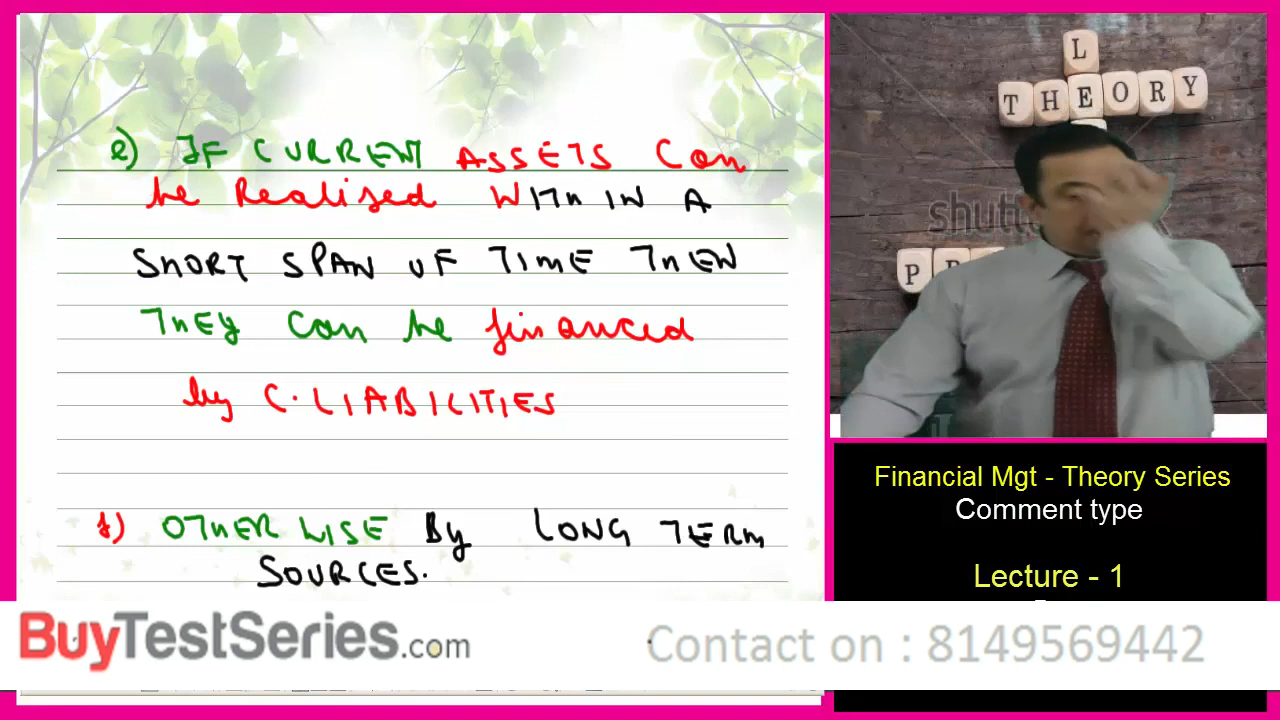 e) IF CURRENT ASSETS Can
be Realised WITH IN A
SHORT SPAN OF TIME THEN
THEY can be financed
by C. LIABILITIES
f) OTHER WISE By LONG TERM
SOURCES.
L
THEORY
shutt
P
Financial Mgt - Theory Series
Comment type
Lecture - 1
BuyTestSeries.com
Contact on : 8149569442